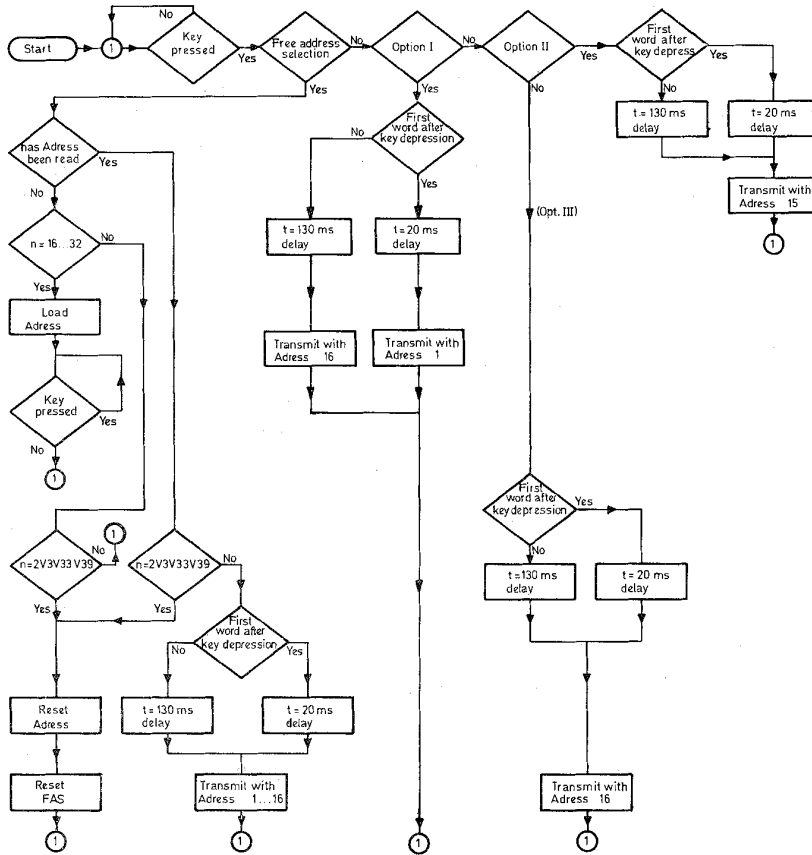 Start
1
No
Key
pressed
Yes
Free address
selection
No
Yes
Option I
No
Yes
Option II
Yes
No
First
word after
key depress
Yes
No
t = 130 ms
delay
t = 20 ms
delay
Transmit with
Adress 15
1
has Adress
been read
Yes
No
n = 16...32
No
Yes
Load
Adress
Key
pressed
Yes
No
1
First
word after
key depression
No
Yes
t = 130 ms
delay
t = 20 ms
delay
Transmit with
Adress 16
Transmit with
Adress 1
(Opt. III)
First
word after
key depression
Yes
No
t = 130 ms
delay
t = 20 ms
delay
1
n=2V3V33V39
No
Yes
n=2V3V33V39
No
Yes
First
word after
key depression
No
Yes
Reset
Adress
t = 130 ms
delay
t = 20 ms
delay
Reset
FAS
Transmit with
Adress 1...16
Transmit with
Adress 16
1
1
1
1